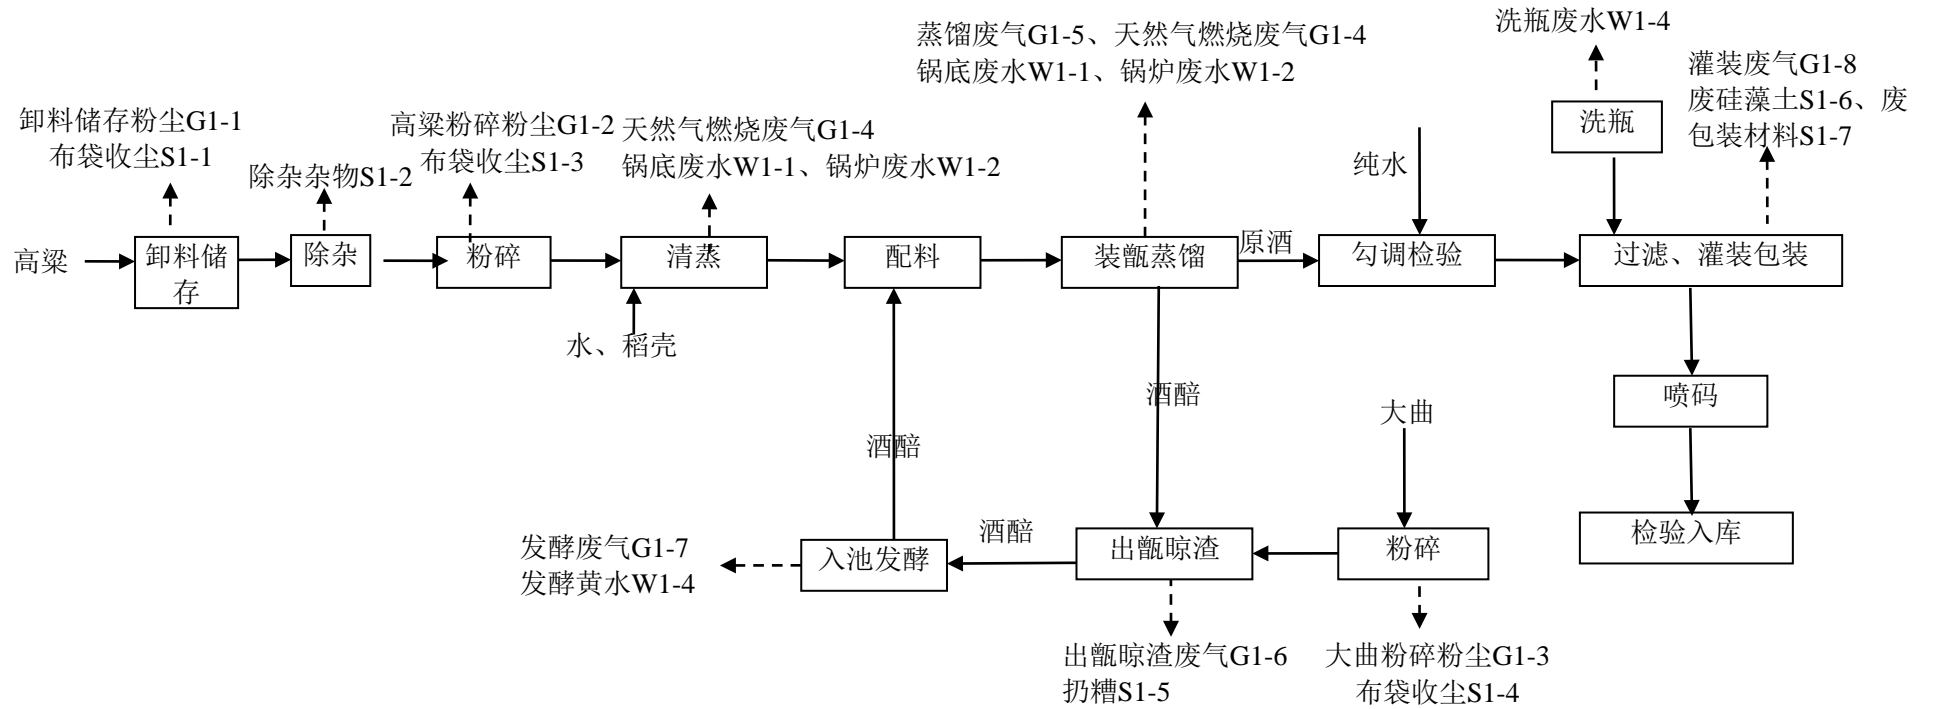 蒸馏废气G1-5、天然气燃烧废气G1-4
锅底废水W1-1、锅炉废水W1-2
洗瓶废水W1-4
灌装废气G1-8
废硅藻土S1-6、废
包装材料S1-7
卸料储存粉尘G1-1
布袋收尘S1-1
除杂杂物S1-2
高粱粉碎粉尘G1-2
布袋收尘S1-3
天然气燃烧废气G1-4
锅底废水W1-1、锅炉废水W1-2
纯水
洗瓶
高粱
卸料储
存
除杂
粉碎
清蒸
配料
装甑蒸馏
原酒
勾调检验
过滤、灌装包装
水、稻壳
酒醅
酒醅
大曲
喷码
发酵废气G1-7
发酵黄水W1-4
入池发酵
酒醅
出甑晾渣
粉碎
检验入库
出甑晾渣废气G1-6
扔糟S1-5
大曲粉碎粉尘G1-3
布袋收尘S1-4